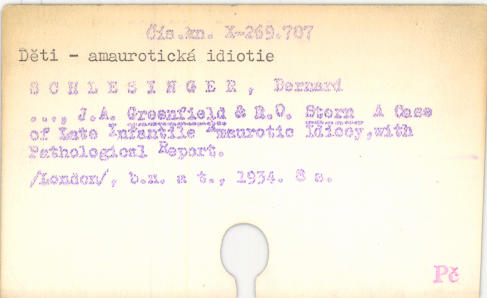 Čís.kn. X-269.707
Děti - amaurotická idiotie
S C H L E S I N G E R , Bernard
..., J.A. Greenfield & R.O. Stern A Case
of Late Infantile Amaurotic Idiocy,with
Pathological Report.
/London/, b.n. a t., 1934. 8 s.
Pč